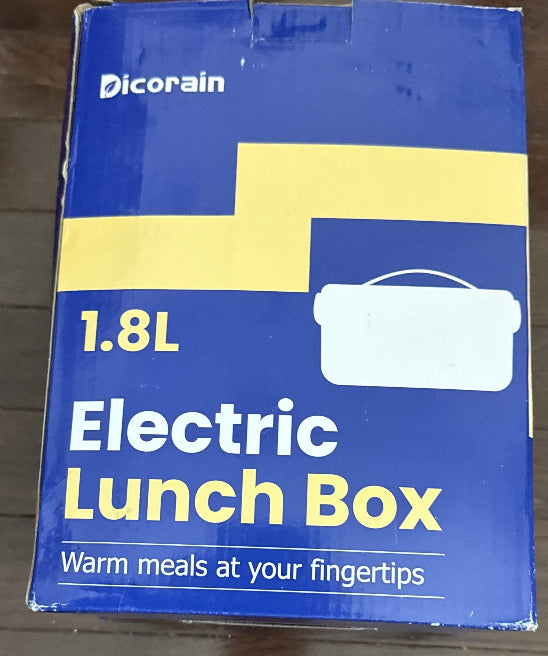 Dicorain
1.8L
Electric
Lunch Box
Warm meals at your fingertips